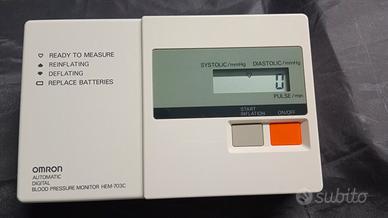 READY TO MEASURE
REINFLATING
DEFLATING
REPLACE BATTERIES
SYSTOLIC/mmHg DIASTOLIC/mmHg
0
PULSE/min
START INFLATION
ON/OFF
OMRON
AUTOMATIC
DIGITAL
BLOOD PRESSURE MONITOR HEM-703C
subito